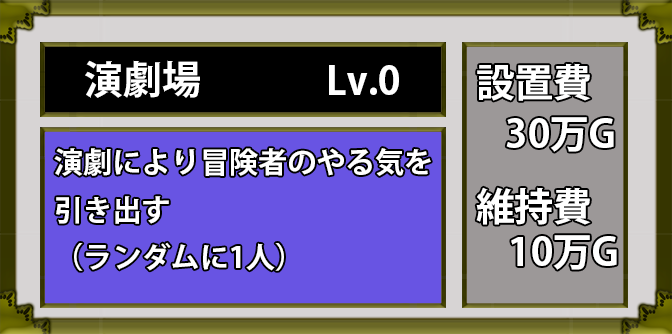 演劇場 Lv.0
演劇により冒険者のやる気を
引き出す
（ランダムに1人）
設置費
30万G
維持費
10万G